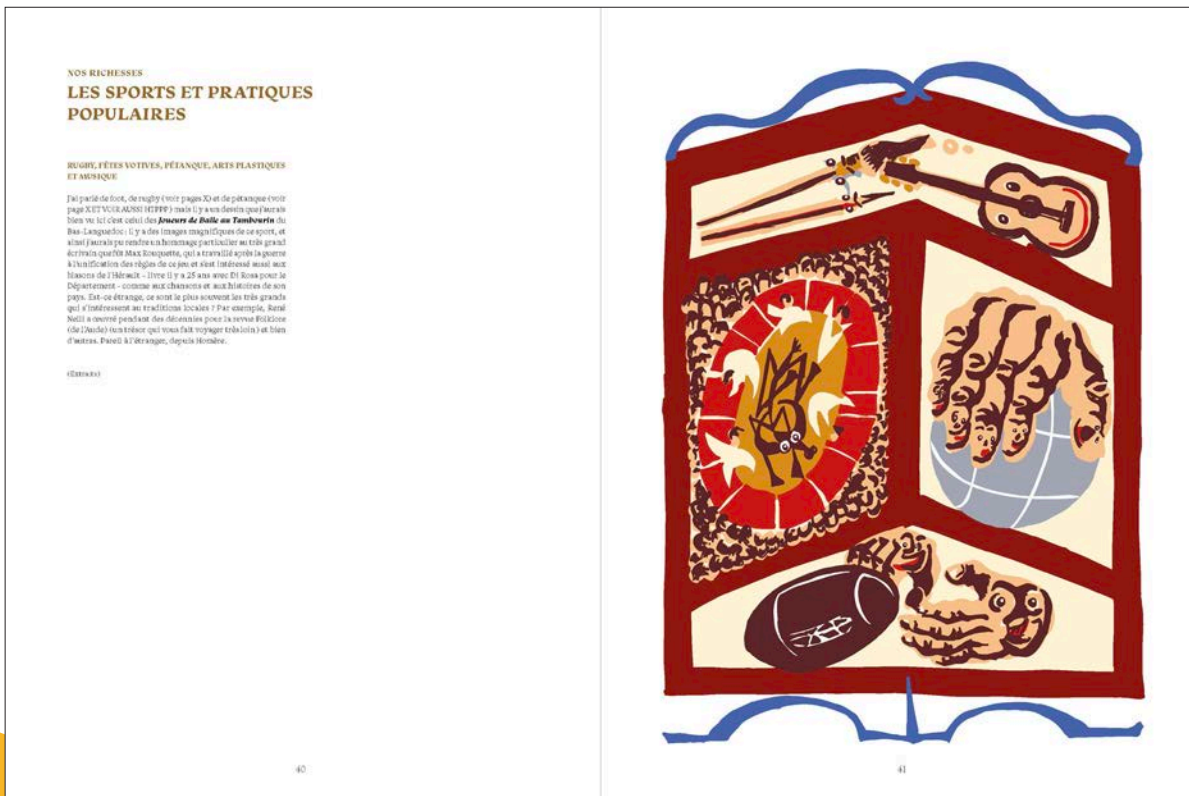 NOS RICHESSES
LES SPORTS ET PRATIQUES
POPULAIRES
RUGBY, FÊTES VOTIVES, PÉTANQUE, ARTS PLASTIQUES
ET MUSIQUE
J'ai parlé de foot, de rugby (voir pages X) et de pétanque (voir
page X ET VOIR AUSSI HTPPP) mais il y a un dessin que j'aurais
bien vu ici c'est celui des Joueurs de Balle au Tambourin du
Bas-Languedoc : il y a des images magnifiques de ce sport, et
ainsi j'aurais pu rendre un hommage particulier au très grand
écrivain que fût Max Rouquette, qui a travaillé après la guerre
à l'unification des règles de ce jeu et s'est intéressé aussi aux
blasons de l'Hérault – livre il y a 25 ans avec Di Rosa pour le
Département – comme aux chansons et aux histoires de son
pays. Est-ce étrange, ce sont le plus souvent les très grands
qui s'intéressent au traditions locales ? Par exemple, René
Nelli a œuvré pendant des décennies pour la revue Folklore
(de l'Aude) (un trésor qui vous fait voyager très loin) et bien
d'autres. Pareil à l'étranger, depuis Homère.
(Extraits)
40
41